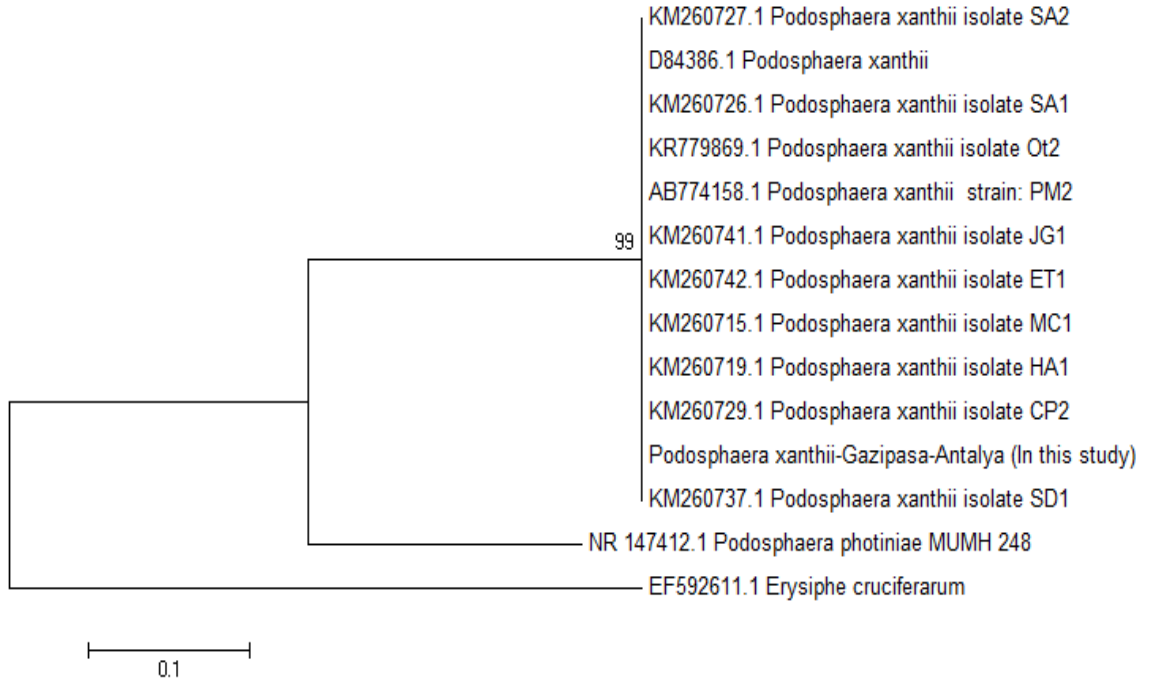 KM260727.1 Podosphaera xanthii isolate SA2
D84386.1 Podosphaera xanthii
KM260726.1 Podosphaera xanthii isolate SA1
KR779869.1 Podosphaera xanthii isolate Ot2
AB774158.1 Podosphaera xanthii strain: PM2
99
KM260741.1 Podosphaera xanthii isolate JG1
KM260742.1 Podosphaera xanthii isolate ET1
KM260715.1 Podosphaera xanthii isolate MC1
KM260719.1 Podosphaera xanthii isolate HA1
KM260729.1 Podosphaera xanthii isolate CP2
Podosphaera xanthii-Gazipasa-Antalya (In this study)
KM260737.1 Podosphaera xanthii isolate SD1
NR 147412.1 Podosphaera photiniae MUMH 248
EF592611.1 Erysiphe cruciferarum
0.1